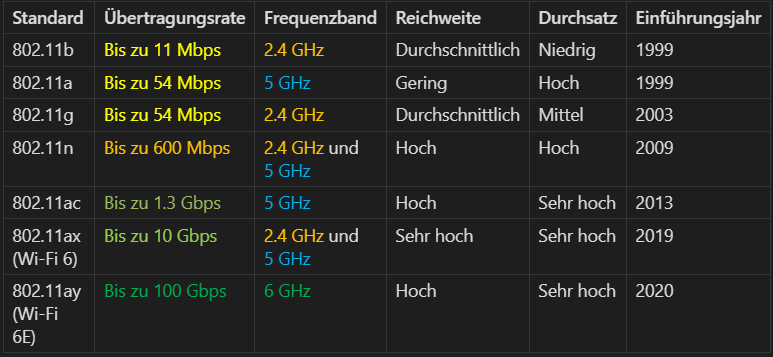 Standard Übertragungsrate Frequenzband Reichweite Durchsatz Einführungsjahr
802.11b Bis zu 11 Mbps 2.4 GHz Durchschnittlich Niedrig 1999
802.11a Bis zu 54 Mbps 5 GHz Gering Hoch 1999
802.11g Bis zu 54 Mbps 2.4 GHz Durchschnittlich Mittel 2003
802.11n Bis zu 600 Mbps 2.4 GHz und Hoch Hoch 2009
5 GHz
802.11ac Bis zu 1.3 Gbps 5 GHz Hoch Sehr hoch 2013
802.11ax Bis zu 10 Gbps 2.4 GHz und Sehr hoch Sehr hoch 2019
(Wi-Fi 6) 5 GHz
802.11ay Bis zu 100 Gbps 6 GHz Hoch Sehr hoch 2020
(Wi-Fi
6E)